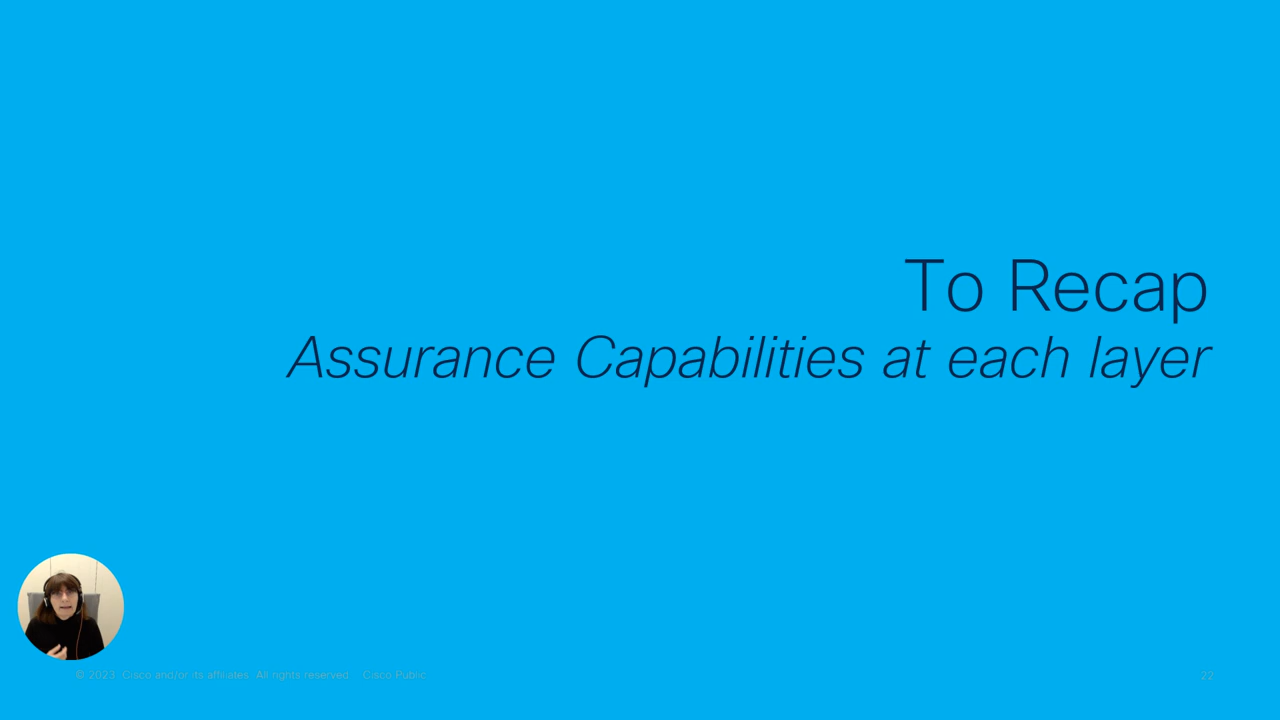 To Recap
Assurance Capabilities at each layer
© 2023 Cisco and/or its affiliates. All rights reserved. Cisco Public
22